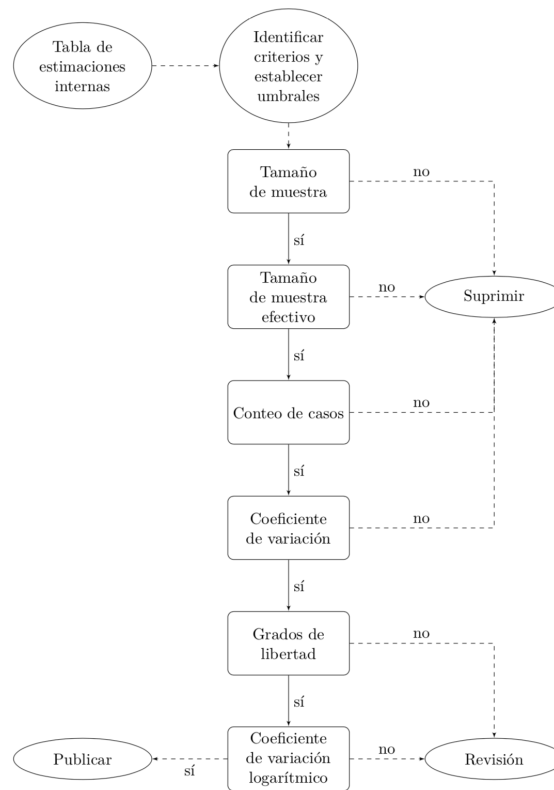 Tabla de
estimaciones
internas
Identificar
criterios y
establecer
umbrales
Tamaño
de muestra
no
sí
Tamaño
de muestra
efectivo
no
Suprimir
sí
Conteo de casos
no
sí
Coeficiente
de variación
no
sí
Grados de
libertad
no
sí
Publicar
sí
Coeficiente
de variación
logarítmico
no
Revisión